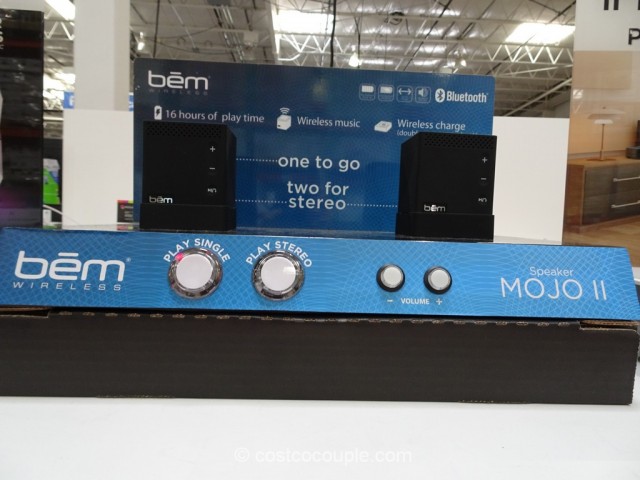 bēm
WIRELESS
Bluetooth
16 hours of play time
Wireless music
Wireless charge
one to go
two for
stereo
+
−
bēm
+
−
bēm
bēm
WIRELESS
PLAY SINGLE
PLAY STEREO
− VOLUME +
Speaker
MOJO II
© costcocouple.com